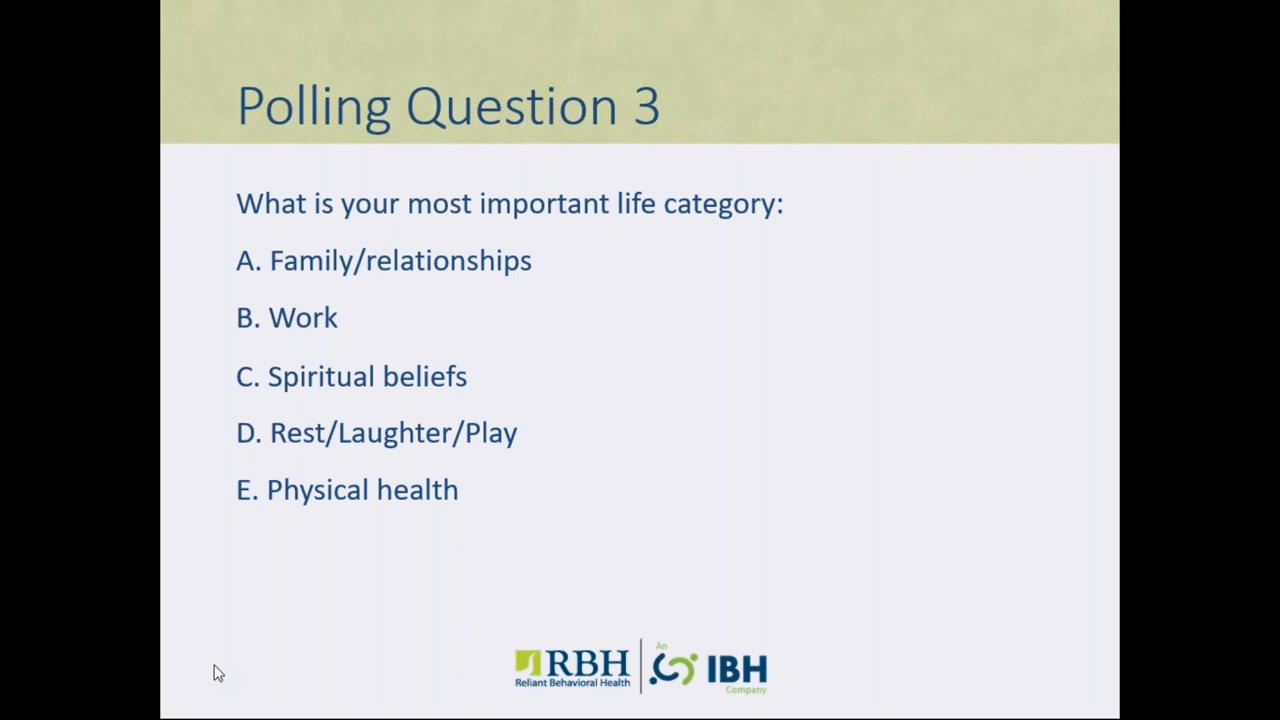 Polling Question 3
What is your most important life category:
A. Family/relationships
B. Work
C. Spiritual beliefs
D. Rest/Laughter/Play
E. Physical health
RBH
Reliant Behavioral Health
An
IBH
Company